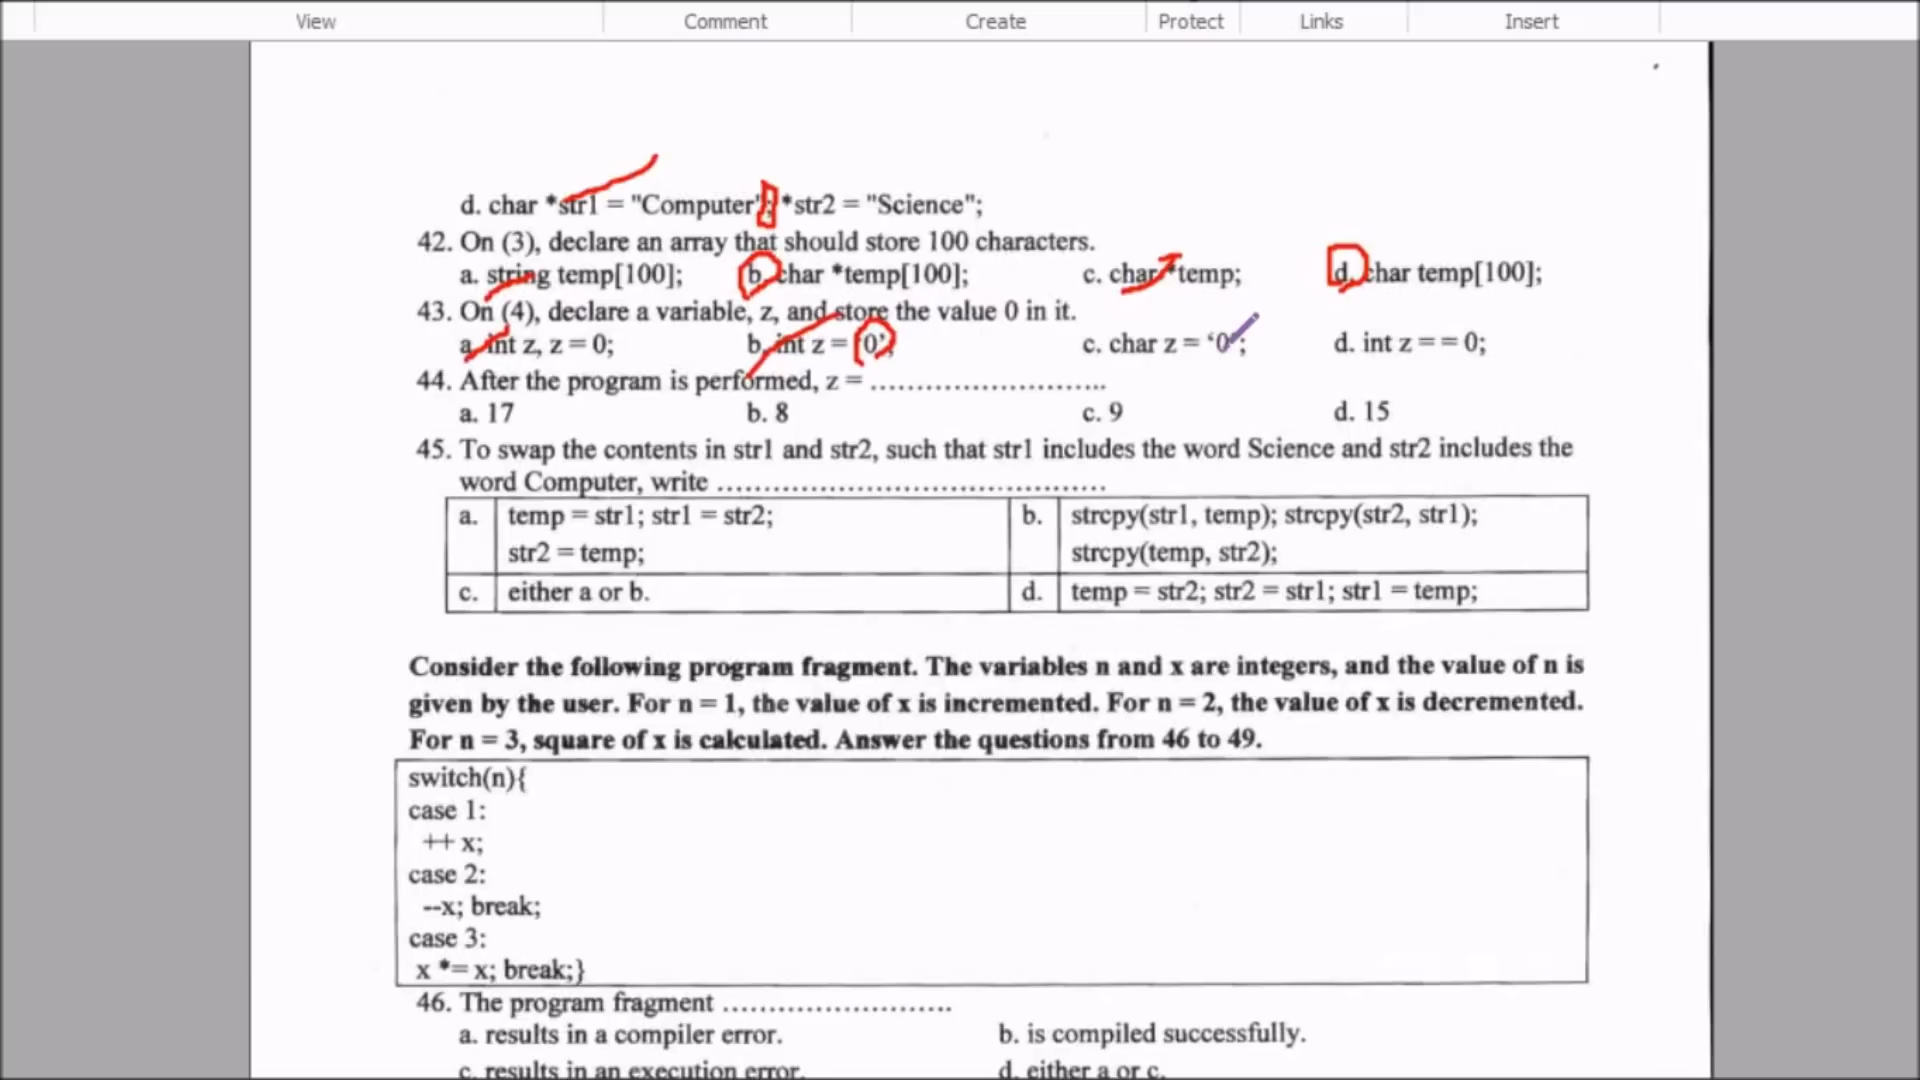 View Comment Create Protect Links Insert
d. char *str1 = "Computer"; *str2 = "Science";
42. On (3), declare an array that should store 100 characters.
a. string temp[100]; b. char *temp[100]; c. char *temp; d. char temp[100];
43. On (4), declare a variable, z, and store the value 0 in it.
a. int z, z = 0; b. int z = '0'; c. char z = ‘0’; d. int z = = 0;
44. After the program is performed, z = ............................
a. 17 b. 8 c. 9 d. 15
45. To swap the contents in str1 and str2, such that str1 includes the word Science and str2 includes the
word Computer, write ............................................
a. temp = str1; str1 = str2; b. strcpy(str1, temp); strcpy(str2, str1);
str2 = temp; strcpy(temp, str2);
c. either a or b. d. temp = str2; str2 = str1; str1 = temp;
Consider the following program fragment. The variables n and x are integers, and the value of n is
given by the user. For n = 1, the value of x is incremented. For n = 2, the value of x is decremented.
For n = 3, square of x is calculated. Answer the questions from 46 to 49.
switch(n){
case 1:
++ x;
case 2:
--x; break;
case 3:
x *= x; break;}
46. The program fragment ...........................
a. results in a compiler error. b. is compiled successfully.
c. results in an execution error. d. either a or c.